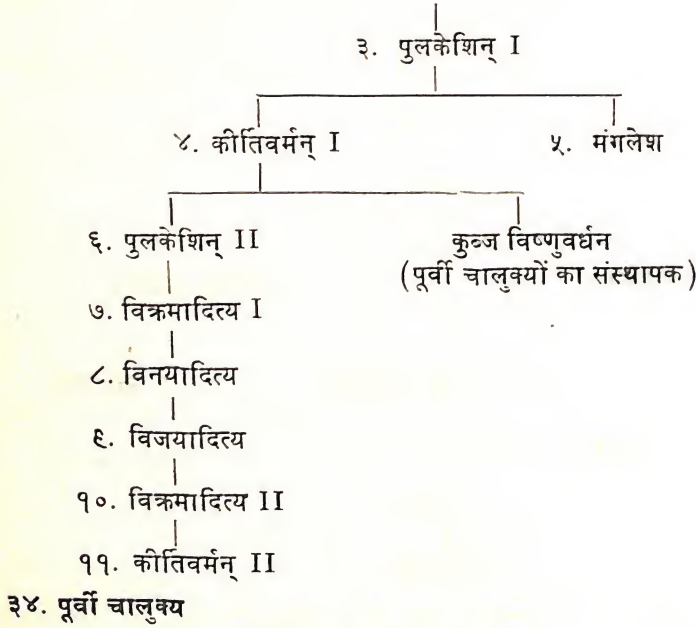 ३. पुलकेशिन् I
४. कीर्तिवर्मन् I ५. मंगलेश
६. पुलकेशिन् II कुब्ज विष्णुवर्धन
(पूर्वी चालुक्यों का संस्थापक)
७. विक्रमादित्य I
८. विनयादित्य
९. विजयादित्य
१०. विक्रमादित्य II
११. कीर्तिवर्मन् II
३४. पूर्वी चालुक्य